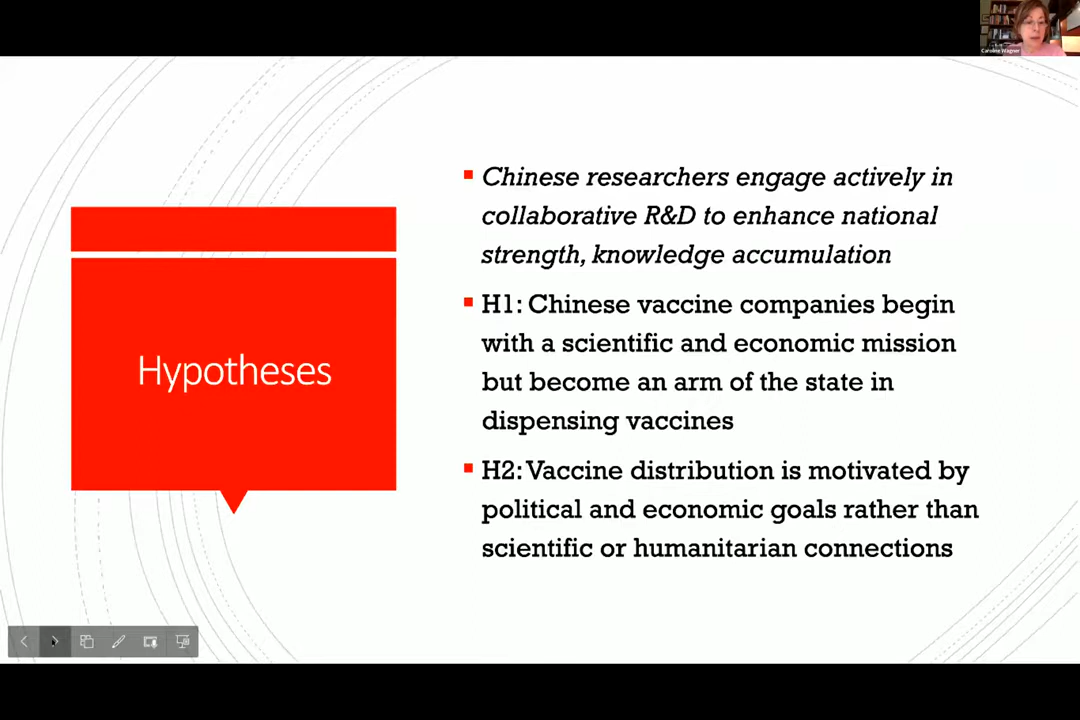 Caroline Wagner
Hypotheses
Chinese researchers engage actively in
collaborative R&D to enhance national
strength, knowledge accumulation
H1: Chinese vaccine companies begin
with a scientific and economic mission
but become an arm of the state in
dispensing vaccines
H2: Vaccine distribution is motivated by
political and economic goals rather than
scientific or humanitarian connections